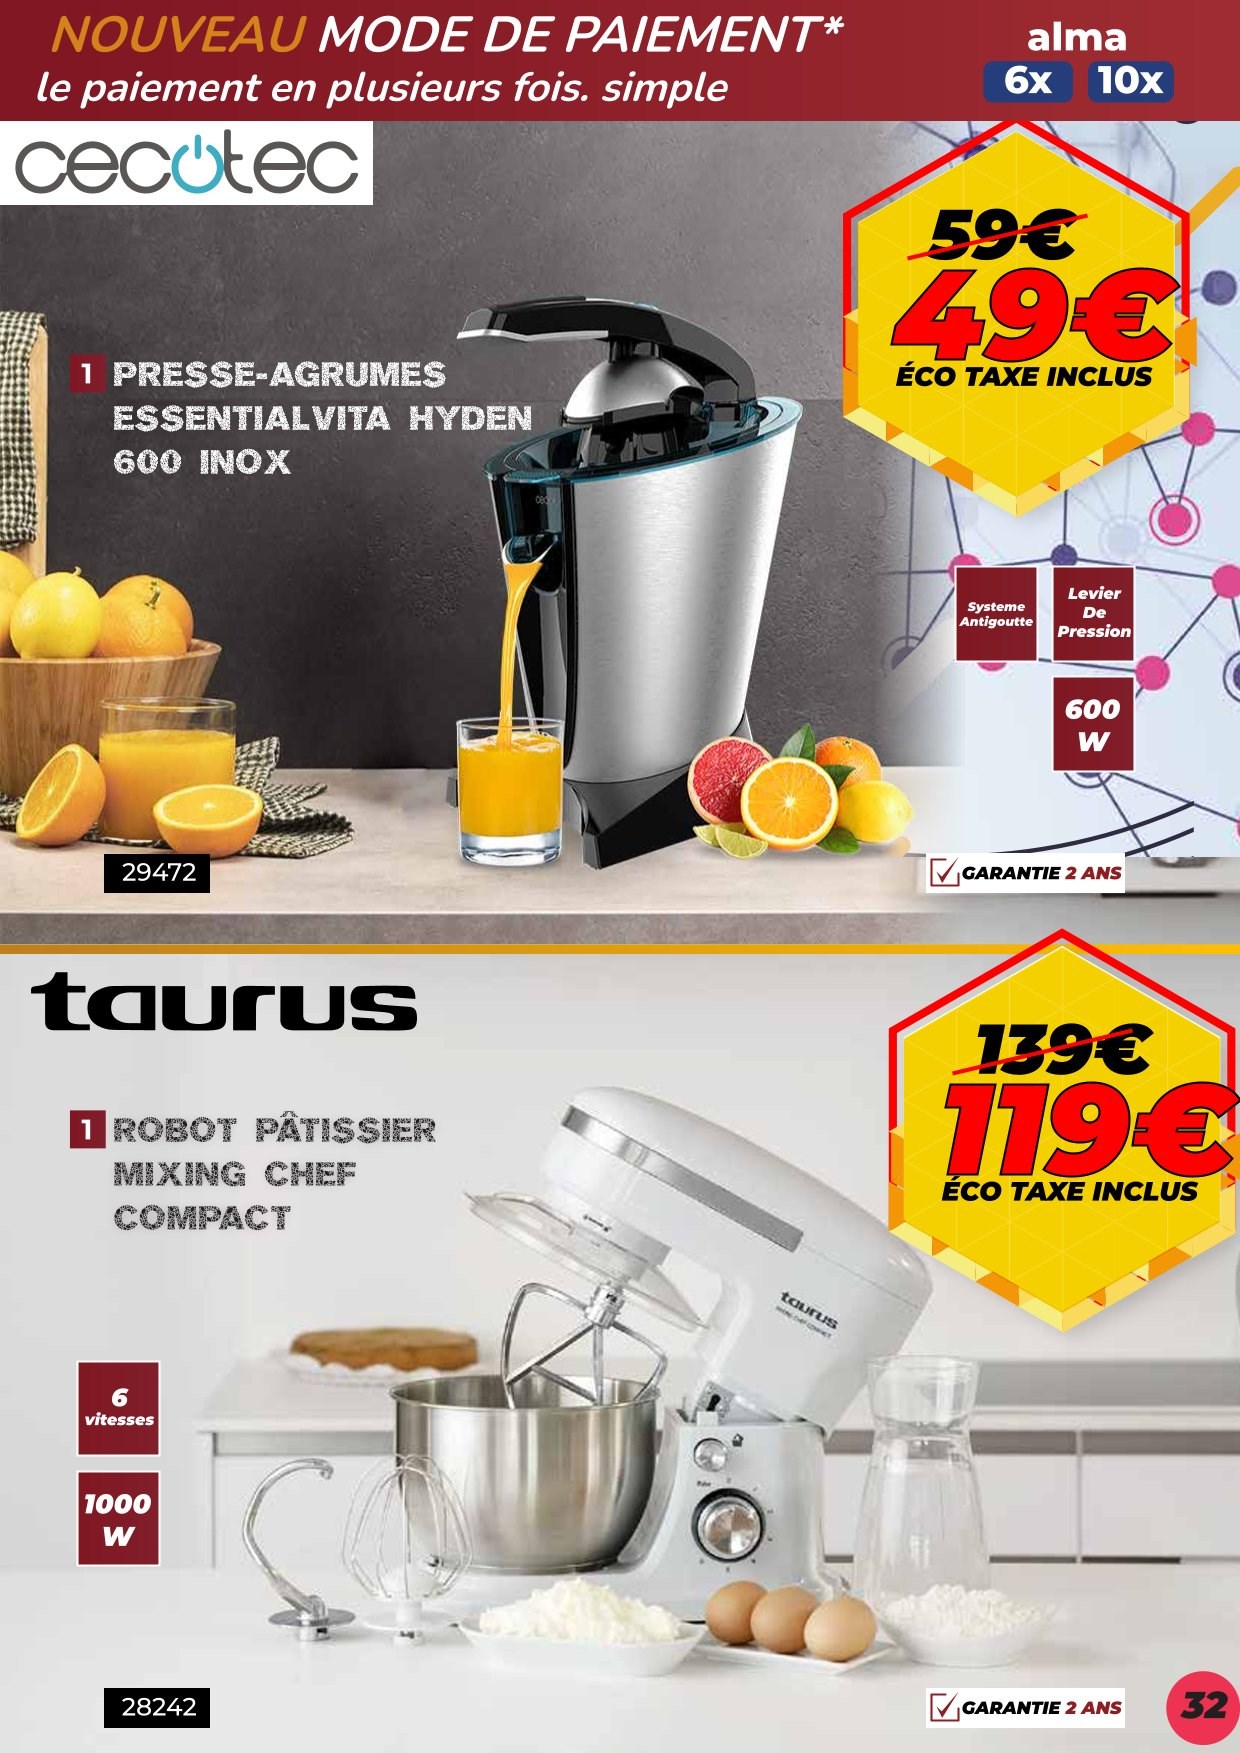 NOUVEAU MODE DE PAIEMENT*
le paiement en plusieurs fois. simple
alma
6x 10x
cecotec
59€
49€
ÉCO TAXE INCLUS
1 PRESSE-AGRUMES
ESSENTIALVITA HYDEN
600 INOX
Systeme
Antigoutte
Levier
De
Pression
600
W
29472
GARANTIE 2 ANS
taurus
139€
119€
ÉCO TAXE INCLUS
1 ROBOT PÂTISSIER
MIXING CHEF
COMPACT
taurus
MIXING CHEF COMPACT
6
vitesses
1000
W
28242
GARANTIE 2 ANS
32